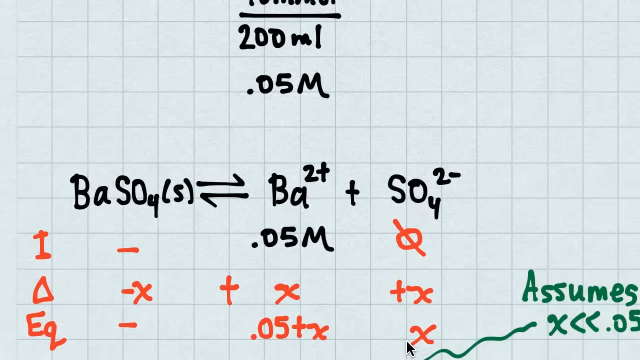 200 ml
.05M
BaSO₄(s) ⇌ Ba²⁺ + SO₄²⁻
I - .05M ∅
Δ -x + x +x Assumes
Eq - .05+x x x<<.05